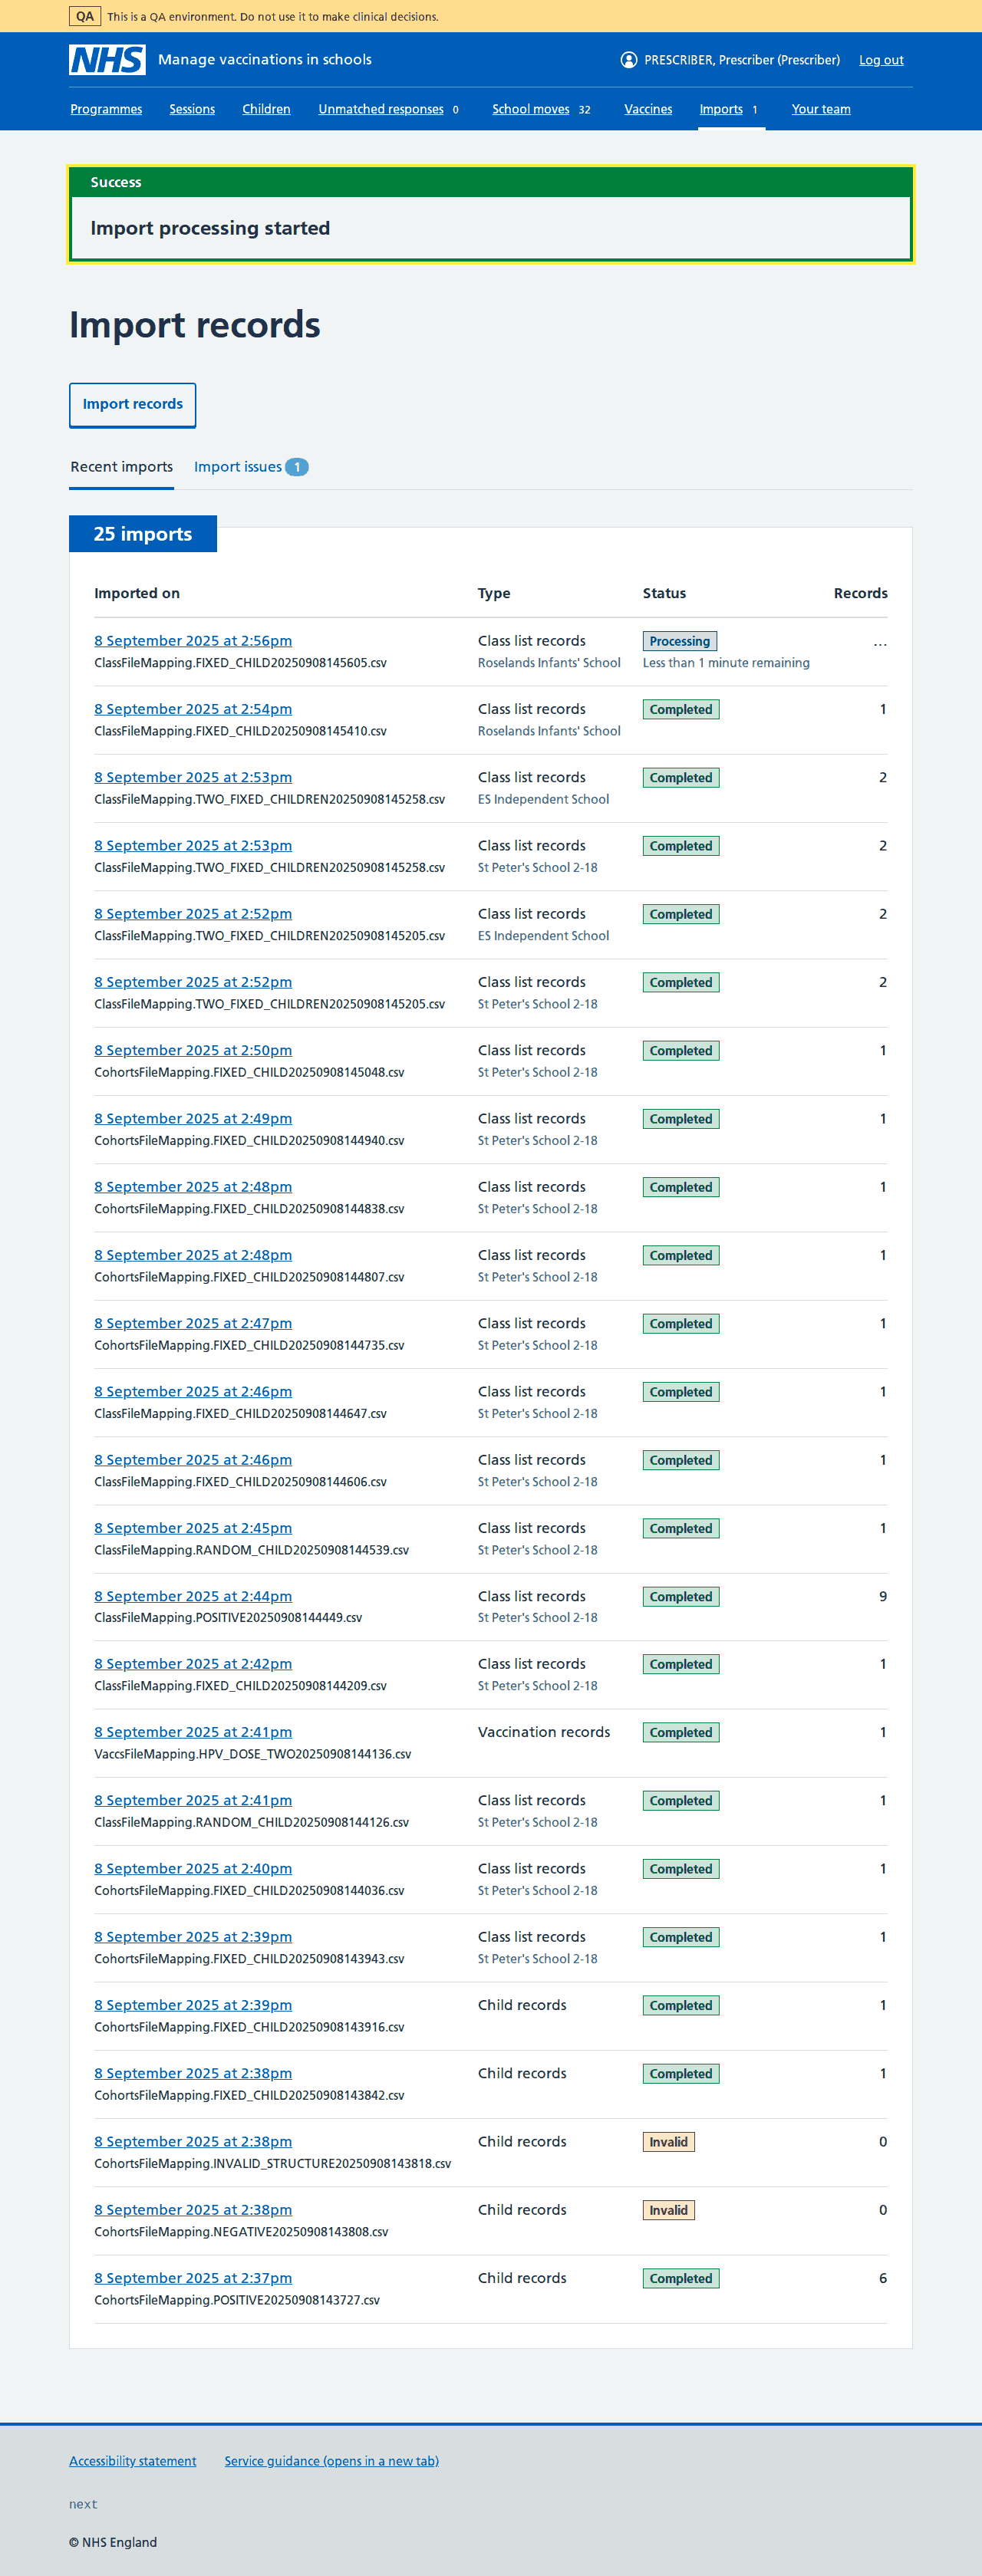 QA This is a QA environment. Do not use it to make clinical decisions.
NHS Manage vaccinations in schools PRESCRIBER, Prescriber (Prescriber) Log out
Programmes Sessions Children Unmatched responses 0 School moves 32 Vaccines Imports 1 Your team
Success
Import processing started
Import records
Import records
Recent imports Import issues 1
25 imports
Imported on Type Status Records
8 September 2025 at 2:56pm Class list records Processing ...
ClassFileMapping.FIXED_CHILD20250908145605.csv Roselands Infants' School Less than 1 minute remaining
8 September 2025 at 2:54pm Class list records Completed 1
ClassFileMapping.FIXED_CHILD20250908145410.csv Roselands Infants' School
8 September 2025 at 2:53pm Class list records Completed 2
ClassFileMapping.TWO_FIXED_CHILDREN20250908145258.csv ES Independent School
8 September 2025 at 2:53pm Class list records Completed 2
ClassFileMapping.TWO_FIXED_CHILDREN20250908145258.csv St Peter's School 2-18
8 September 2025 at 2:52pm Class list records Completed 2
ClassFileMapping.TWO_FIXED_CHILDREN20250908145205.csv ES Independent School
8 September 2025 at 2:52pm Class list records Completed 2
ClassFileMapping.TWO_FIXED_CHILDREN20250908145205.csv St Peter's School 2-18
8 September 2025 at 2:50pm Class list records Completed 1
CohortsFileMapping.FIXED_CHILD20250908145048.csv St Peter's School 2-18
8 September 2025 at 2:49pm Class list records Completed 1
CohortsFileMapping.FIXED_CHILD20250908144940.csv St Peter's School 2-18
8 September 2025 at 2:48pm Class list records Completed 1
CohortsFileMapping.FIXED_CHILD20250908144838.csv St Peter's School 2-18
8 September 2025 at 2:48pm Class list records Completed 1
CohortsFileMapping.FIXED_CHILD20250908144807.csv St Peter's School 2-18
8 September 2025 at 2:47pm Class list records Completed 1
CohortsFileMapping.FIXED_CHILD20250908144735.csv St Peter's School 2-18
8 September 2025 at 2:46pm Class list records Completed 1
ClassFileMapping.FIXED_CHILD20250908144647.csv St Peter's School 2-18
8 September 2025 at 2:46pm Class list records Completed 1
ClassFileMapping.FIXED_CHILD20250908144606.csv St Peter's School 2-18
8 September 2025 at 2:45pm Class list records Completed 1
ClassFileMapping.RANDOM_CHILD20250908144539.csv St Peter's School 2-18
8 September 2025 at 2:44pm Class list records Completed 9
ClassFileMapping.POSITIVE20250908144449.csv St Peter's School 2-18
8 September 2025 at 2:42pm Class list records Completed 1
ClassFileMapping.FIXED_CHILD20250908144209.csv St Peter's School 2-18
8 September 2025 at 2:41pm Vaccination records Completed 1
VaccsFileMapping.HPV_DOSE_TWO20250908144136.csv
8 September 2025 at 2:41pm Class list records Completed 1
ClassFileMapping.RANDOM_CHILD20250908144126.csv St Peter's School 2-18
8 September 2025 at 2:40pm Class list records Completed 1
CohortsFileMapping.FIXED_CHILD20250908144036.csv St Peter's School 2-18
8 September 2025 at 2:39pm Class list records Completed 1
CohortsFileMapping.FIXED_CHILD20250908143943.csv St Peter's School 2-18
8 September 2025 at 2:39pm Child records Completed 1
CohortsFileMapping.FIXED_CHILD20250908143916.csv
8 September 2025 at 2:38pm Child records Completed 1
CohortsFileMapping.FIXED_CHILD20250908143842.csv
8 September 2025 at 2:38pm Child records Invalid 0
CohortsFileMapping.INVALID_STRUCTURE20250908143818.csv
8 September 2025 at 2:38pm Child records Invalid 0
CohortsFileMapping.NEGATIVE20250908143808.csv
8 September 2025 at 2:37pm Child records Completed 6
CohortsFileMapping.POSITIVE20250908143727.csv
Accessibility statement Service guidance (opens in a new tab)
next
© NHS England